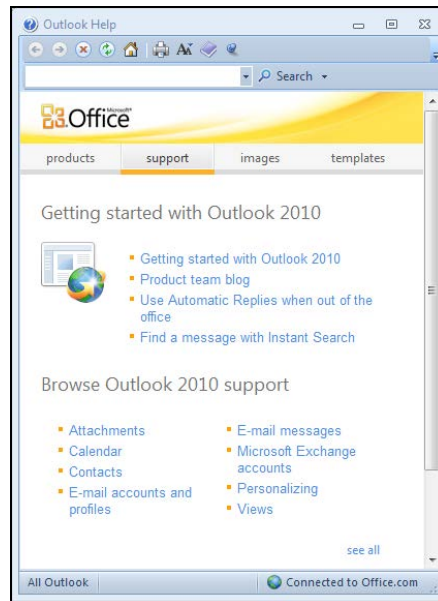 Outlook Help
Search
Microsoft®
Office
products support images templates
Getting started with Outlook 2010
Getting started with Outlook 2010
Product team blog
Use Automatic Replies when out of the
office
Find a message with Instant Search
Browse Outlook 2010 support
Attachments
Calendar
Contacts
E-mail accounts and
profiles
E-mail messages
Microsoft Exchange
accounts
Personalizing
Views
see all
All Outlook
Connected to Office.com